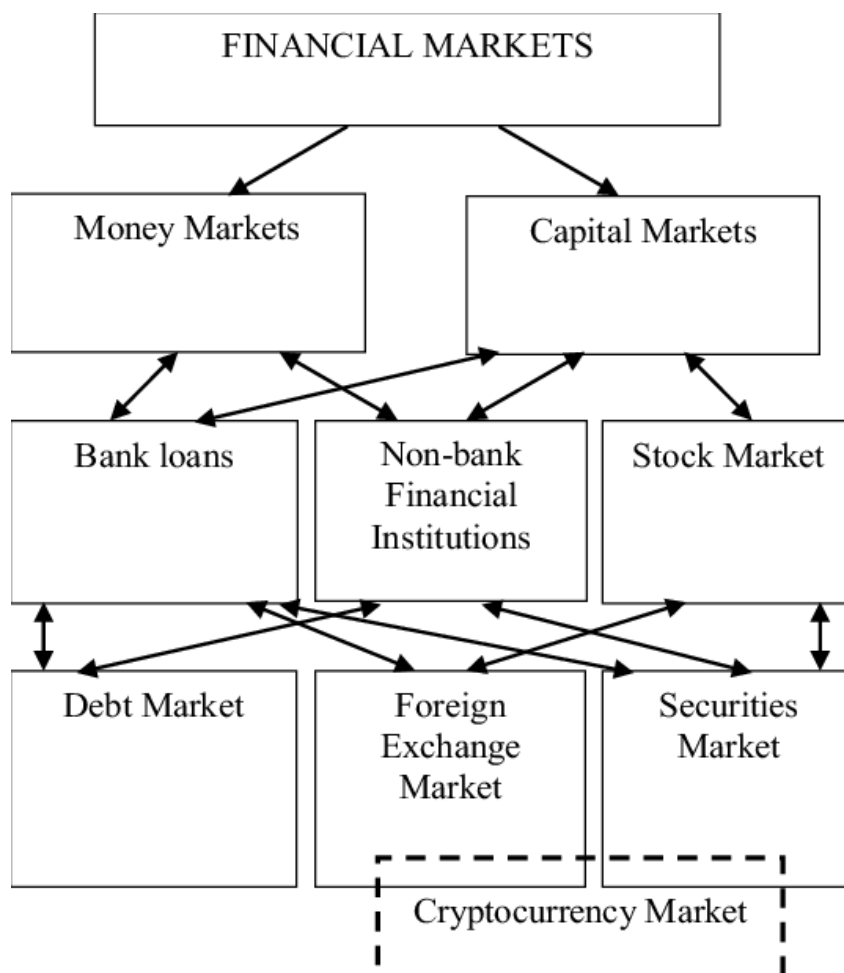 FINANCIAL MARKETS
Money Markets
Capital Markets
Bank loans
Non-bank
Financial
Institutions
Stock Market
Debt Market
Foreign
Exchange
Market
Securities
Market
Cryptocurrency Market